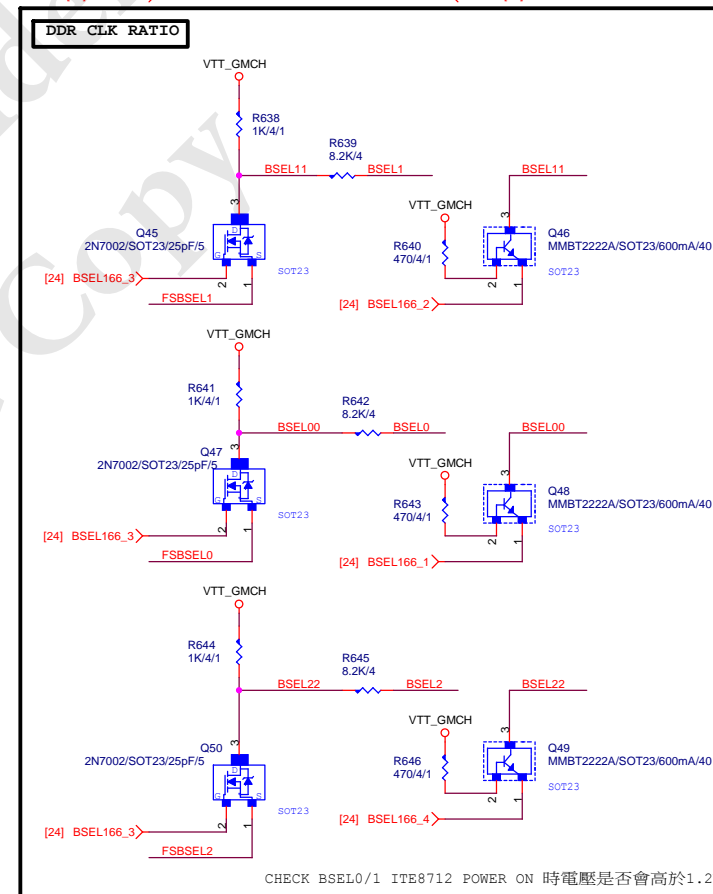 DDR CLK RATIO
VTT_GMCH
R638
1K/4/1
R639
8.2K/4
BSEL11
BSEL1
BSEL11
3
Q45
2N7002/SOT23/25pF/5
D
G
S
SOT23
[24] BSEL166_3
2
1
FSBSEL1
VTT_GMCH
R640
470/4/1
3
Q46
MMBT2222A/SOT23/600mA/40
SOT23
2
1
[24] BSEL166_2
VTT_GMCH
R641
1K/4/1
R642
8.2K/4
BSEL00
BSEL0
BSEL00
3
Q47
2N7002/SOT23/25pF/5
D
G
S
SOT23
[24] BSEL166_3
2
1
FSBSEL0
VTT_GMCH
R643
470/4/1
3
Q48
MMBT2222A/SOT23/600mA/40
SOT23
2
1
[24] BSEL166_1
VTT_GMCH
R644
1K/4/1
R645
8.2K/4
BSEL22
BSEL2
BSEL22
3
Q50
2N7002/SOT23/25pF/5
D
G
S
SOT23
[24] BSEL166_3
2
1
FSBSEL2
VTT_GMCH
R646
470/4/1
3
Q49
MMBT2222A/SOT23/600mA/40
SOT23
2
1
[24] BSEL166_4
CHECK BSEL0/1 ITE8712 POWER ON 時電壓是否會高於1.2
Copy